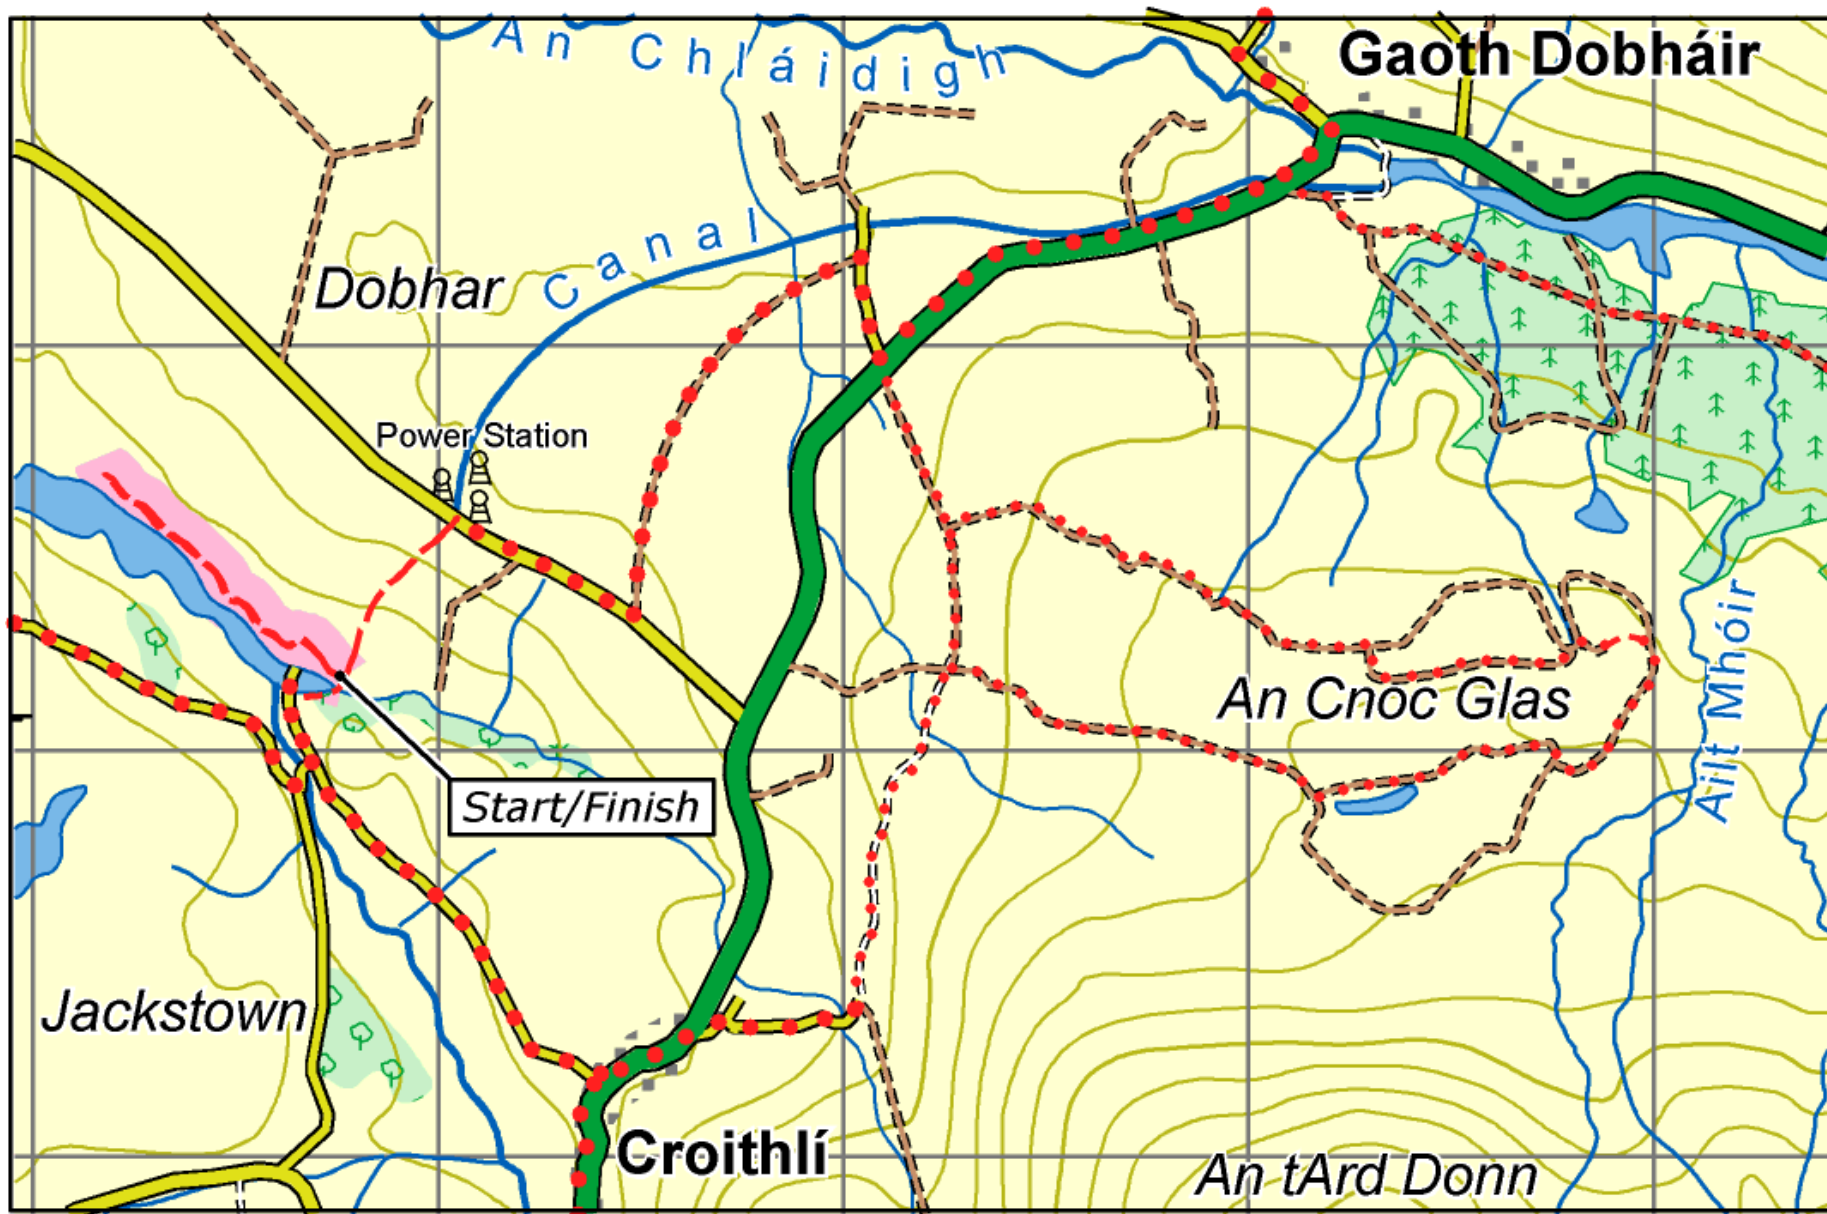 An Chláidigh
Gaoth Dobháir
Canal
Dobhar
Power Station
An Cnoc Glas
Ailt Mhóir
Start/Finish
Jackstown
Croithlí
An tArd Donn